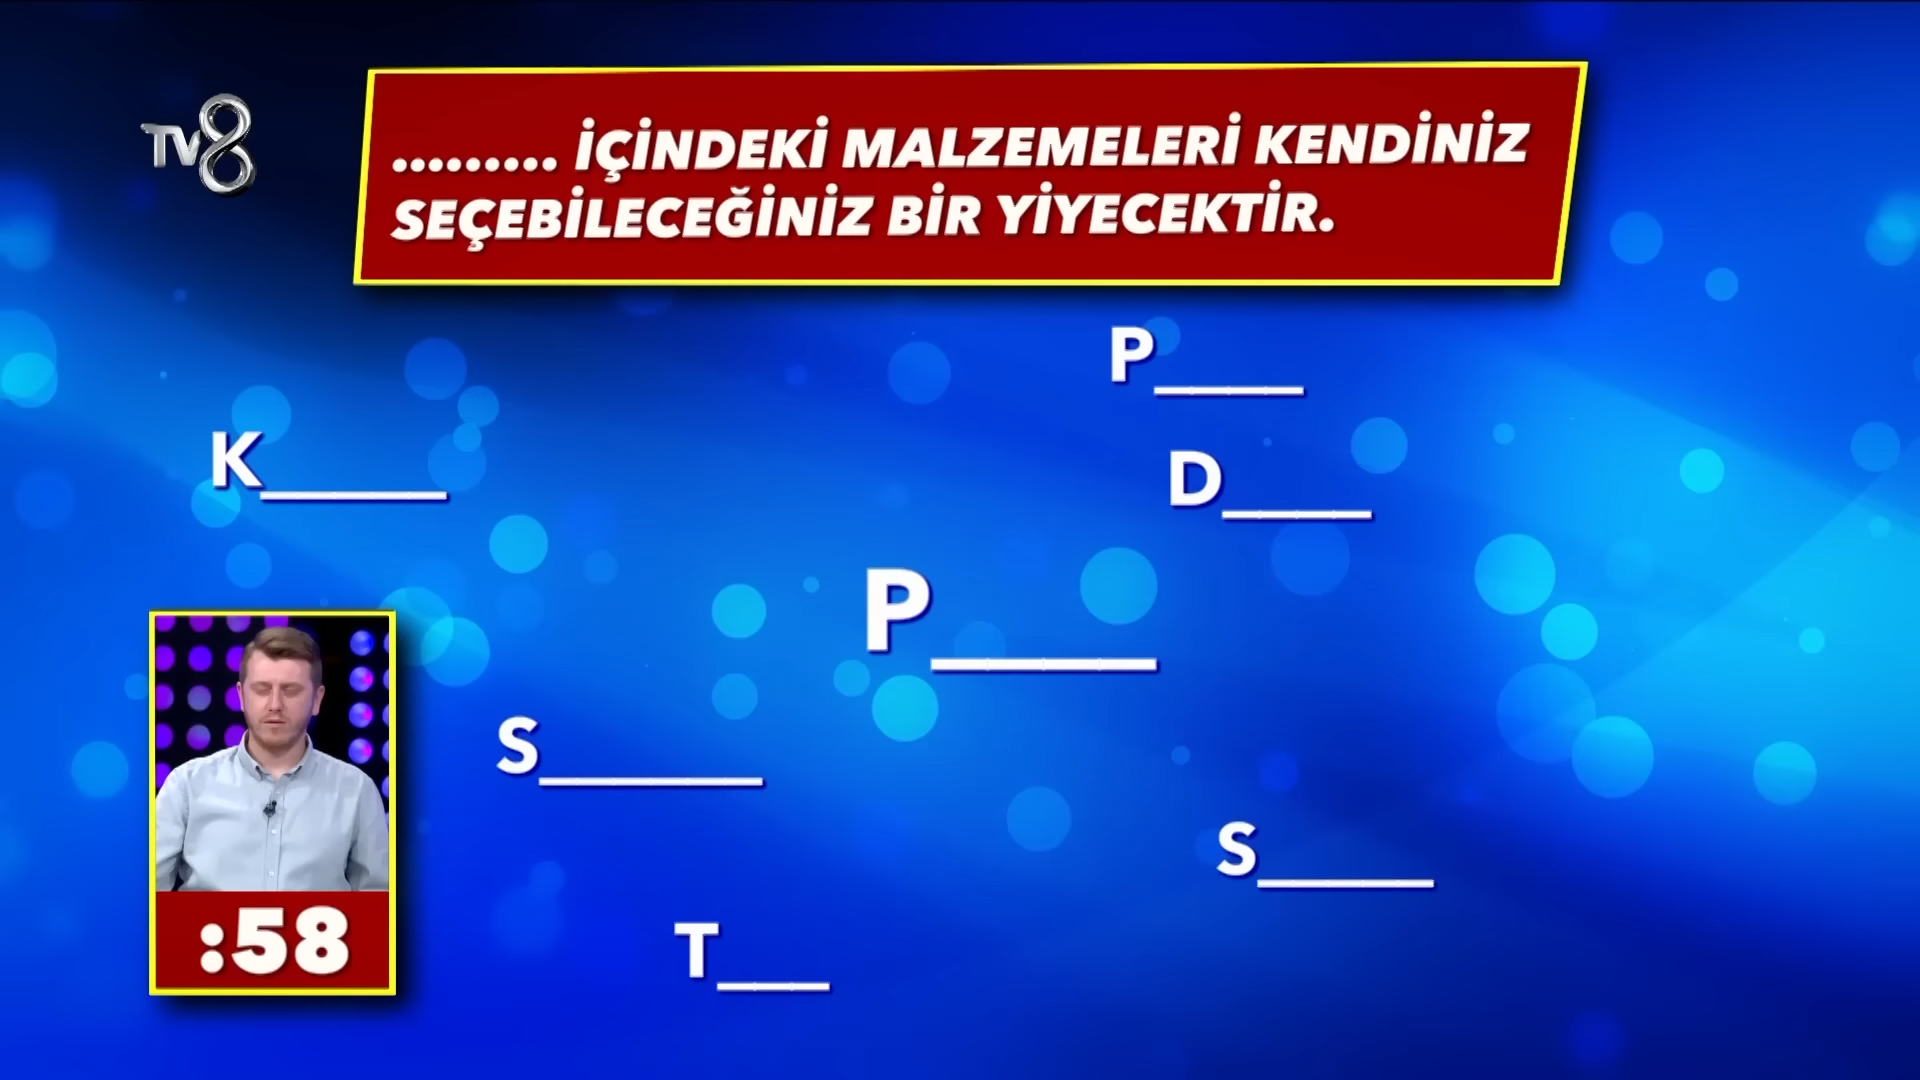 TV8
......... İÇİNDEKİ MALZEMELERİ KENDİNİZ
SEÇEBİLECEĞİNİZ BİR YİYECEKTİR.
P____
K_____
D____
P____
S______
S_____
T___
:58